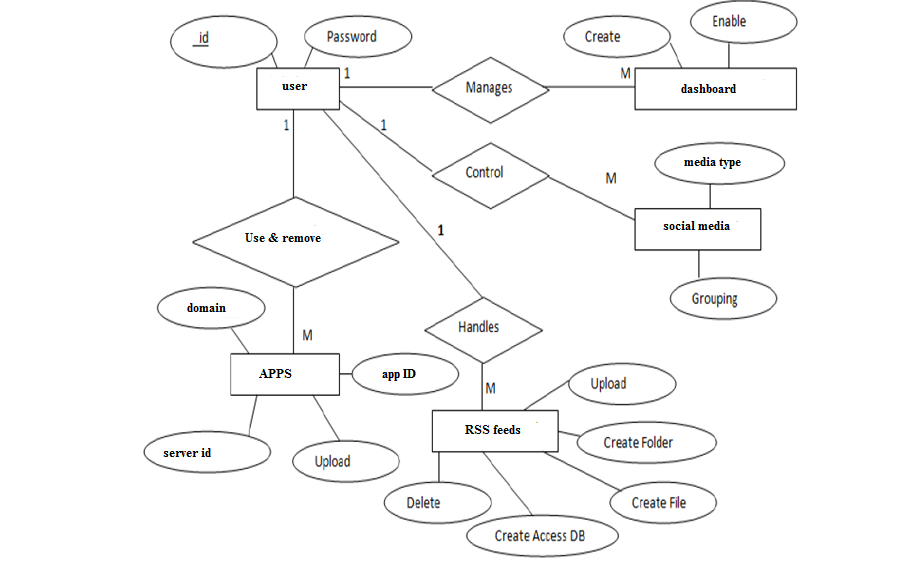 id
Password
Create
Enable
user
1
Manages
M
dashboard
1
1
Control
M
media type
social media
Use & remove
1
Grouping
domain
M
Handles
APPS
app ID
M
Upload
RSS feeds
Create Folder
server id
Upload
Delete
Create File
Create Access DB